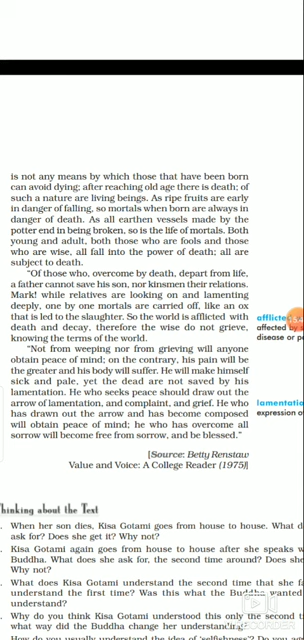 is not any means by which those that have been born
can avoid dying; after reaching old age there is death; of
such a nature are living beings. As ripe fruits are early
in danger of falling, so mortals when born are always in
danger of death. As all earthen vessels made by the
potter end in being broken, so is the life of mortals. Both
young and adult, both those who are fools and those
who are wise, all fall into the power of death; all are
subject to death.
“Of those who, overcome by death, depart from life,
a father cannot save his son, nor kinsmen their relations.
Mark! while relatives are looking on and lamenting
deeply, one by one mortals are carried off, like an ox
that is led to the slaughter. So the world is afflicted with
death and decay, therefore the wise do not grieve,
knowing the terms of the world.
“Not from weeping nor from grieving will anyone
obtain peace of mind; on the contrary, his pain will be
the greater and his body will suffer. He will make himself
sick and pale, yet the dead are not saved by his
lamentation. He who seeks peace should draw out the
arrow of lamentation, and complaint, and grief. He who
has drawn out the arrow and has become composed
will obtain peace of mind; he who has overcome all
sorrow will become free from sorrow, and be blessed.”
[Source: Betty Renstaw
Value and Voice: A College Reader (1975)]
afflicte
affected by s
disease or p
lamentatio
expression o
hinking about the Text
When her son dies, Kisa Gotami goes from house to house. What d
ask for? Does she get it? Why not?
Kisa Gotami again goes from house to house after she speaks w
Buddha. What does she ask for, the second time around? Does she
Why not?
What does Kisa Gotami understand the second time that she fa
understand the first time? Was this what the Buddha wanted
understand?
Why do you think Kisa Gotami understood this only the second t
what way did the Buddha change her understanding
How do you usually understand the idea of ‘selfishness’? Do you